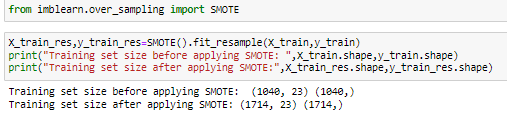 from imblearn.over_sampling import SMOTE
X_train_res,y_train_res=SMOTE().fit_resample(X_train,y_train)
print("Training set size before applying SMOTE: ",X_train.shape,y_train.shape)
print("Training set size after applying SMOTE:",X_train_res.shape,y_train_res.shape)
Training set size before applying SMOTE:  (1040, 23) (1040,)
Training set size after applying SMOTE: (1714, 23) (1714,)